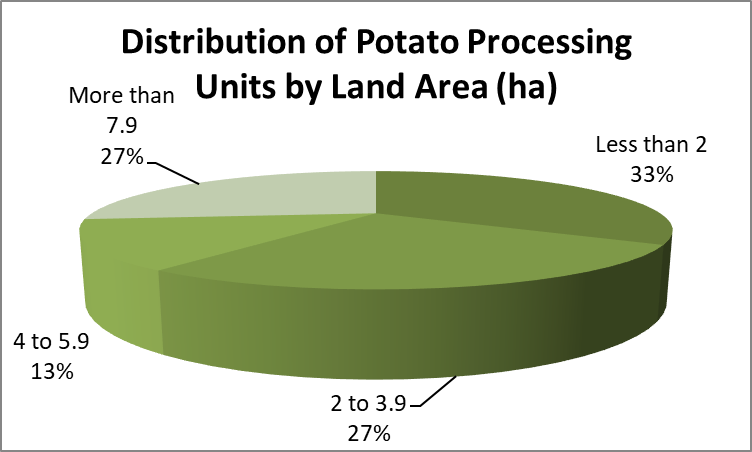 Distribution of Potato Processing
Units by Land Area (ha)
More than
7.9
27%
Less than 2
33%
4 to 5.9
13%
2 to 3.9
27%